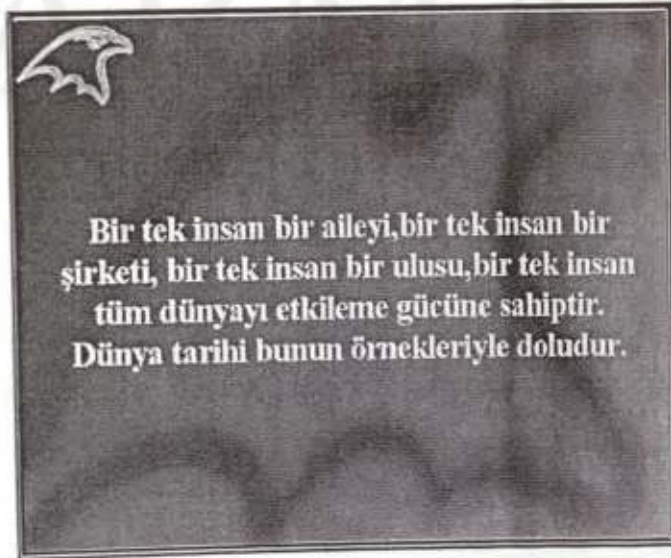 Bir tek insan bir aileyi,bir tek insan bir
şirketi, bir tek insan bir ulusu,bir tek insan
tüm dünyayı etkileme gücüne sahiptir.
Dünya tarihi bunun örnekleriyle doludur.